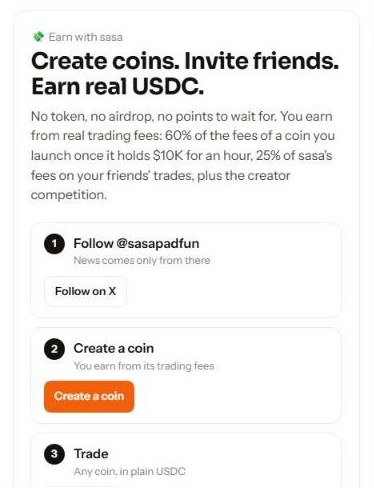 Earn with sasa
Create coins. Invite friends.
Earn real USDC.
No token, no airdrop, no points to wait for. You earn
from real trading fees: 60% of the fees of a coin you
launch once it holds $10K for an hour, 25% of sasa's
fees on your friends' trades, plus the creator
competition.
1 Follow @sasapadfun
News comes only from there
Follow on X
2 Create a coin
You earn from its trading fees
Create a coin
3 Trade
Any coin, in plain USDC